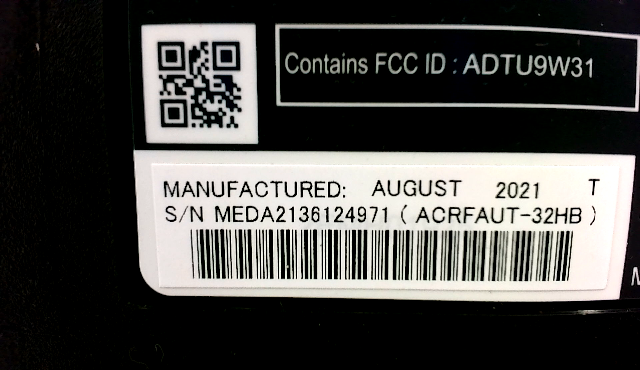 Contains FCC ID : ADTU9W31
MANUFACTURED: AUGUST 2021 T
S/N MEDA2136124971 ( ACRFAUT-32HB )